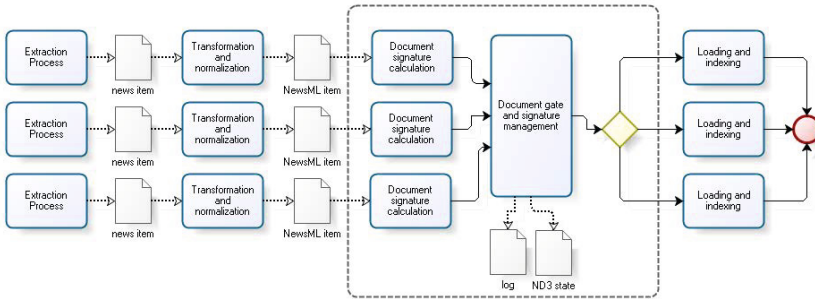 Extraction
Process
news item
Transformation
and
normalization
NewsML item
Document
signature
calculation
Document gate
and signature
management
Loading and
indexing
Extraction
Process
news item
Transformation
and
normalization
NewsML item
Document
signature
calculation
Loading and
indexing
Extraction
Process
news item
Transformation
and
normalization
NewsML item
Document
signature
calculation
Loading and
indexing
log
ND3 state